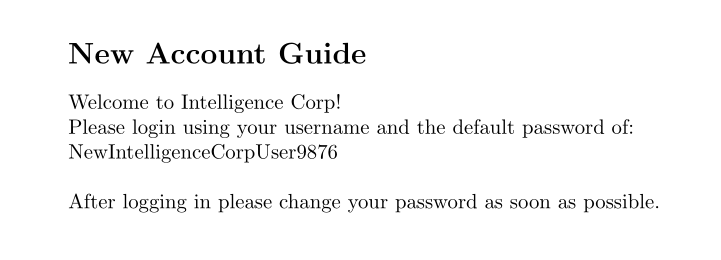 New Account Guide
Welcome to Intelligence Corp!
Please login using your username and the default password of:
NewIntelligenceCorpUser9876
After logging in please change your password as soon as possible.